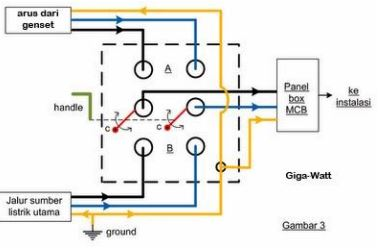 arus dari
genset
A
Panel
box
MCB
ke
instalasi
handle
C
C
B
Giga-Watt
Jalur sumber
listrik utama
Gambar 3
ground